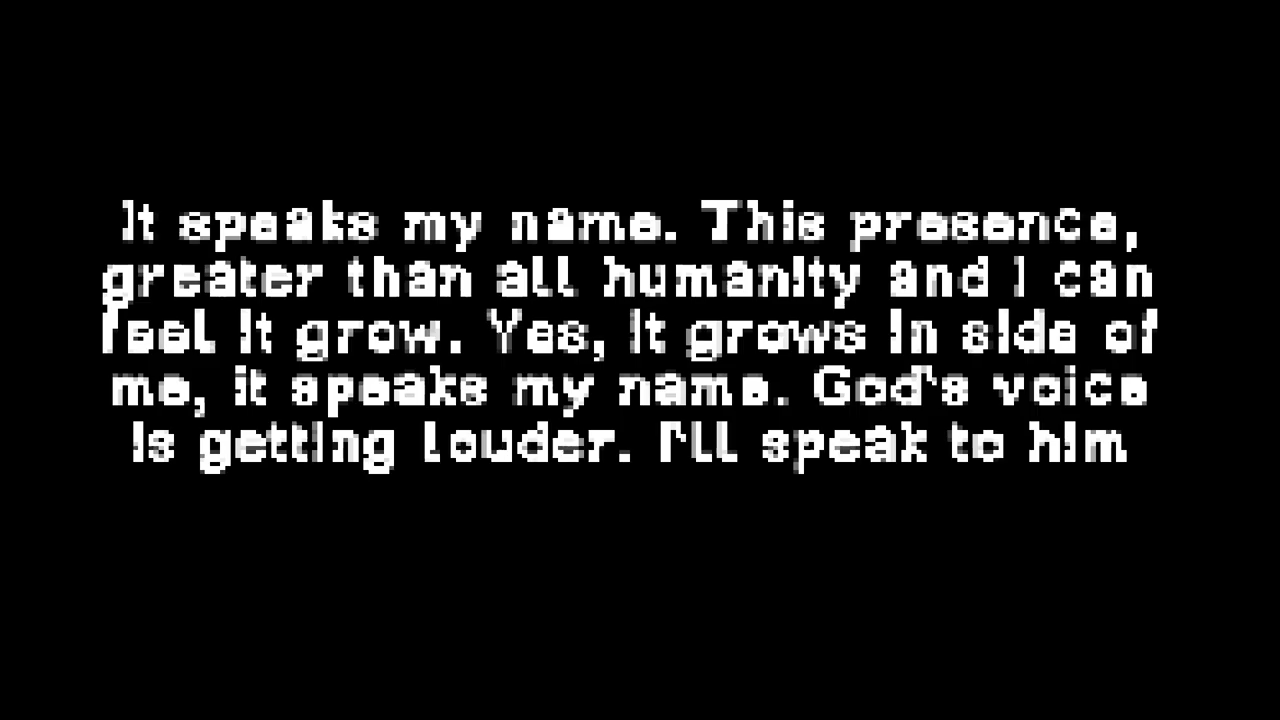 It speaks my name. This presence,
greater than all humanity and I can
feel it grow. Yes, it grows in side of
me, it speaks my name. God's voice
is getting louder. I'll speak to him